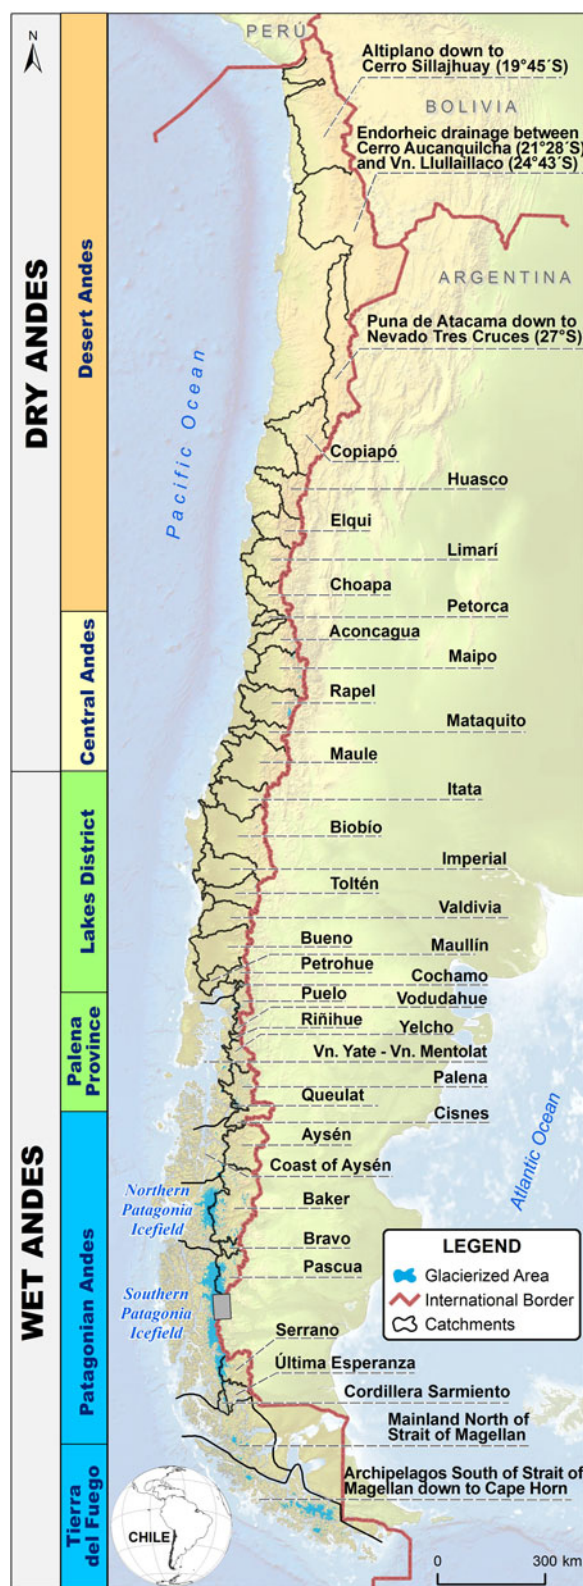 N
PERÚ
Altiplano down to
Cerro Sillajhuay (19°45´S)
BOLIVIA
Endorheic drainage between
Cerro Aucanquilcha (21°28´S)
and Vn. Llullaillaco (24°43´S)
ARGENTINA
Puna de Atacama down to
Nevado Tres Cruces (27°S)
DRY ANDES
Desert Andes
Pacific Ocean
Copiapó
Huasco
Elqui
Limarí
Choapa
Petorca
Central Andes
Aconcagua
Maipo
Rapel
Mataquito
Maule
WET ANDES
Lakes District
Itata
Biobío
Imperial
Toltén
Valdivia
Bueno
Maullín
Petrohue
Cochamo
Palena
Province
Puelo
Vodudahue
Riñihue
Yelcho
Vn. Yate - Vn. Mentolat
Palena
Queulat
Cisnes
Patagonian Andes
Aysén
Coast of Aysén
Atlantic Ocean
Northern
Patagonia
Icefield
Baker
Bravo
Pascua
Southern
Patagonia
Icefield
LEGEND
Glacierized Area
International Border
Catchments
Serrano
Última Esperanza
Cordillera Sarmiento
Mainland North of
Strait of Magellan
Tierra
del Fuego
Archipelagos South of Strait of
Magellan down to Cape Horn
CHILE
0 300 km